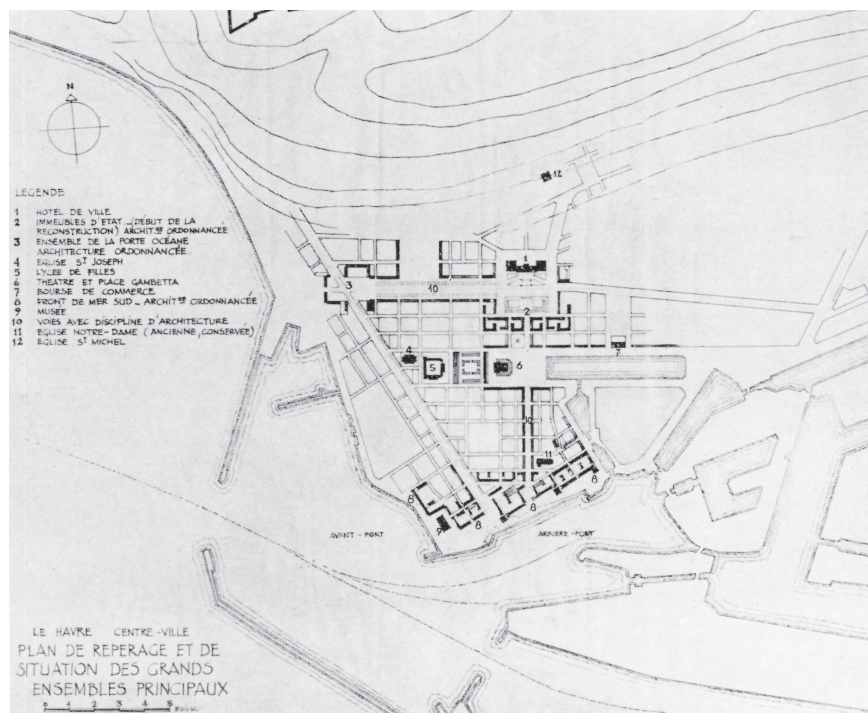 N
LEGENDE
1 HOTEL DE VILLE
2 IMMEUBLES D'ETAT _ (DEBUT DE LA
RECONSTRUCTION) ARCHITRE ORDONNANCÉE
3 ENSEMBLE DE LA PORTE OCÉANE
ARCHITECTURE ORDONNANCÉE
4 EGLISE ST JOSEPH
5 LYCEE DE FILLES
6 THEATRE ET PLACE GAMBETTA
7 BOURSE DE COMMERCE
8 FRONT DE MER SUD _ ARCHITRE ORDONNANCÉE
9 MUSEE
10 VOIES AVEC DISCIPLINE D'ARCHITECTURE
11 EGLISE NOTRE-DAME (ANCIENNE, CONSERVEE)
12 EGLISE ST MICHEL
12
1
3
10
2
4
5
6
7
10
11
8
8
8
8
9
AVANT-PORT
ARRIERE-PORT
LE HAVRE CENTRE-VILLE
PLAN DE REPERAGE ET DE
SITUATION DES GRANDS
ENSEMBLES PRINCIPAUX
0 1 2 3 4 5